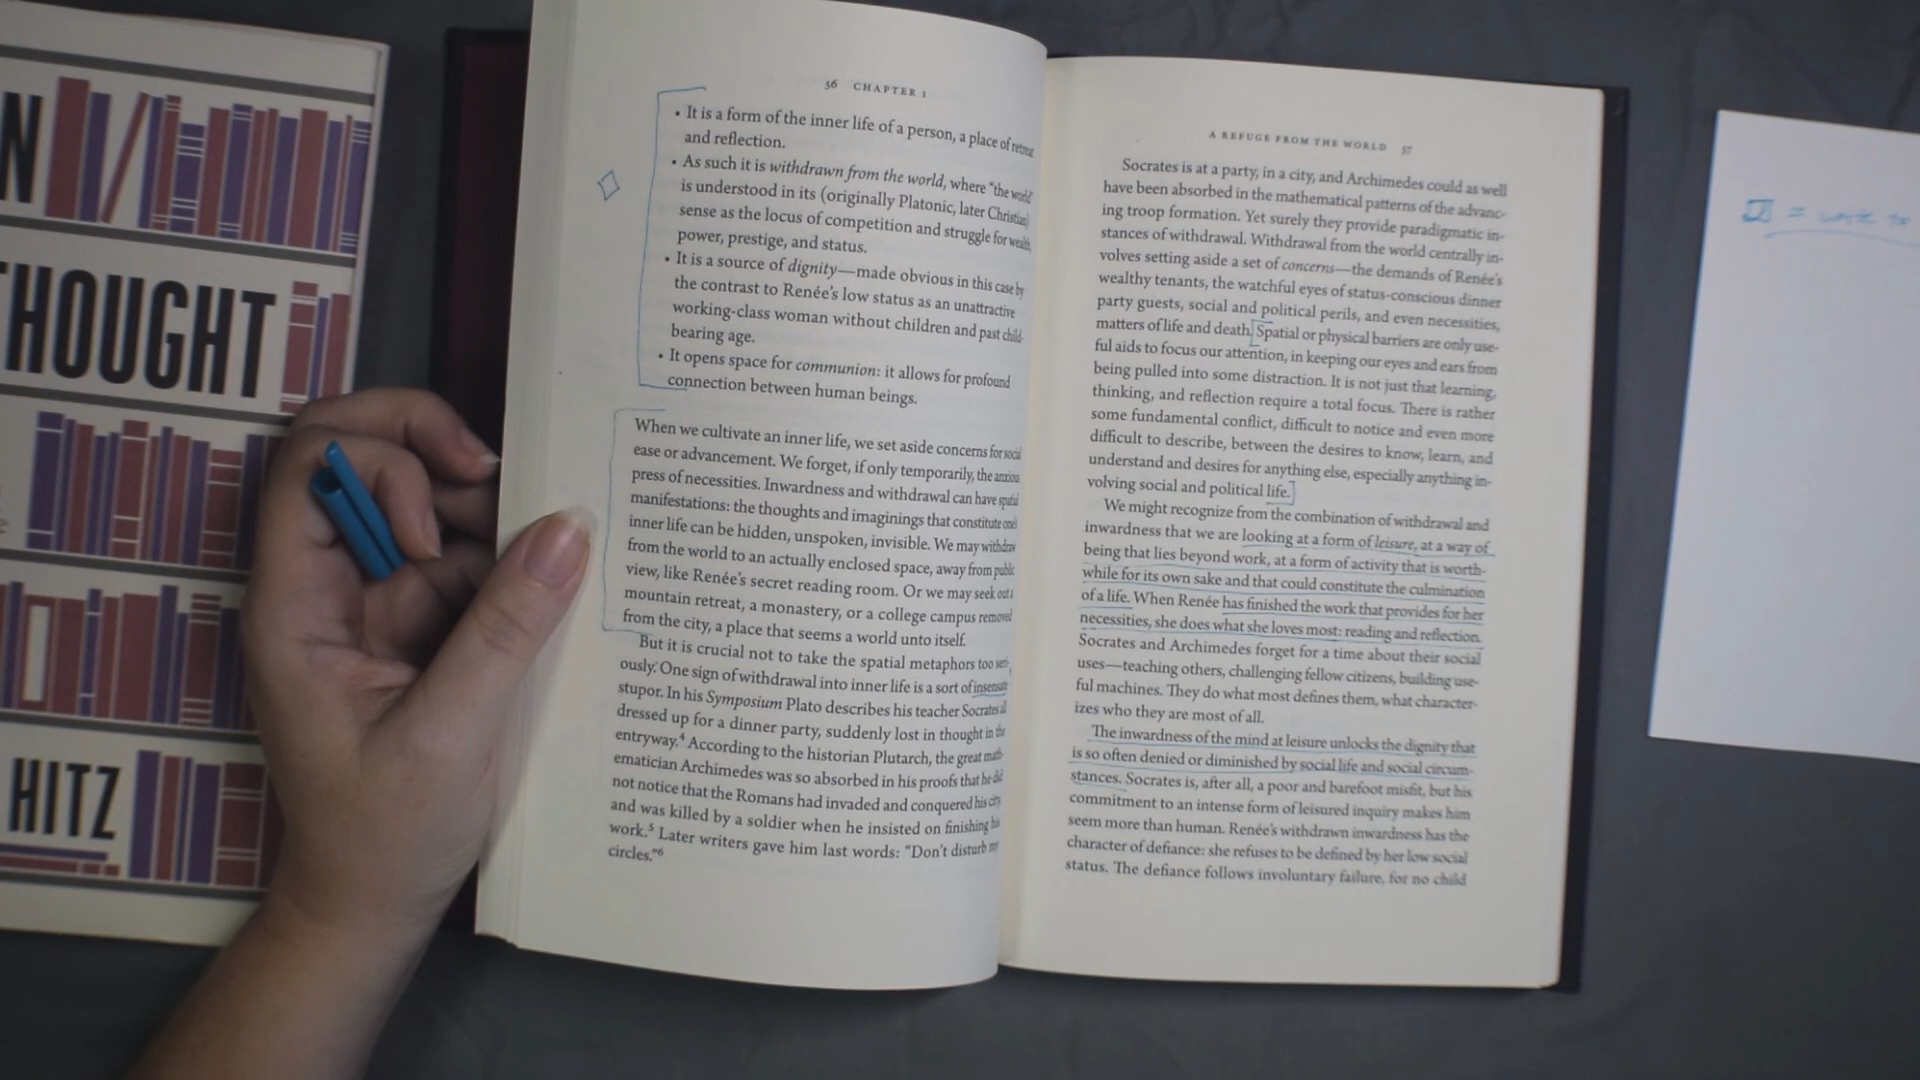 N
THOUGHT
HITZ
56 CHAPTER 1
• It is a form of the inner life of a person, a place of retreat
and reflection.
• As such it is withdrawn from the world, where "the world"
is understood in its (originally Platonic, later Christian)
sense as the locus of competition and struggle for wealth,
power, prestige, and status.
• It is a source of dignity—made obvious in this case by
the contrast to Renée's low status as an unattractive
working-class woman without children and past child-
bearing age.
• It opens space for communion: it allows for profound
connection between human beings.
When we cultivate an inner life, we set aside concerns for social
ease or advancement. We forget, if only temporarily, the anxious
press of necessities. Inwardness and withdrawal can have spatial
manifestations: the thoughts and imaginings that constitute one's
inner life can be hidden, unspoken, invisible. We may withdraw
from the world to an actually enclosed space, away from public
view, like Renée's secret reading room. Or we may seek out a
mountain retreat, a monastery, or a college campus removed
from the city, a place that seems a world unto itself.
But it is crucial not to take the spatial metaphors too seri-
ously. One sign of withdrawal into inner life is a sort of insensate
stupor. In his Symposium Plato describes his teacher Socrates all
dressed up for a dinner party, suddenly lost in thought in the
entryway.4 According to the historian Plutarch, the great math-
ematician Archimedes was so absorbed in his proofs that he did
not notice that the Romans had invaded and conquered his city
and was killed by a soldier when he insisted on finishing his
work.5 Later writers gave him last words: "Don't disturb my
circles."6
A REFUGE FROM THE WORLD 57
Socrates is at a party, in a city, and Archimedes could as well
have been absorbed in the mathematical patterns of the advanc-
ing troop formation. Yet surely they provide paradigmatic in-
stances of withdrawal. Withdrawal from the world centrally in-
volves setting aside a set of concerns—the demands of Renée's
wealthy tenants, the watchful eyes of status-conscious dinner
party guests, social and political perils, and even necessities,
matters of life and death. Spatial or physical barriers are only use-
ful aids to focus our attention, in keeping our eyes and ears from
being pulled into some distraction. It is not just that learning,
thinking, and reflection require a total focus. There is rather
some fundamental conflict, difficult to notice and even more
difficult to describe, between the desires to know, learn, and
understand and desires for anything else, especially anything in-
volving social and political life.
We might recognize from the combination of withdrawal and
inwardness that we are looking at a form of leisure, at a way of
being that lies beyond work, at a form of activity that is worth-
while for its own sake and that could constitute the culmination
of a life. When Renée has finished the work that provides for her
necessities, she does what she loves most: reading and reflection.
Socrates and Archimedes forget for a time about their social
uses—teaching others, challenging fellow citizens, building use-
ful machines. They do what most defines them, what character-
izes who they are most of all.
The inwardness of the mind at leisure unlocks the dignity that
is so often denied or diminished by social life and social circum-
stances. Socrates is, after all, a poor and barefoot misfit, but his
commitment to an intense form of leisured inquiry makes him
seem more than human. Renée's withdrawn inwardness has the
character of defiance: she refuses to be defined by her low social
status. The defiance follows involuntary failure, for no child
=